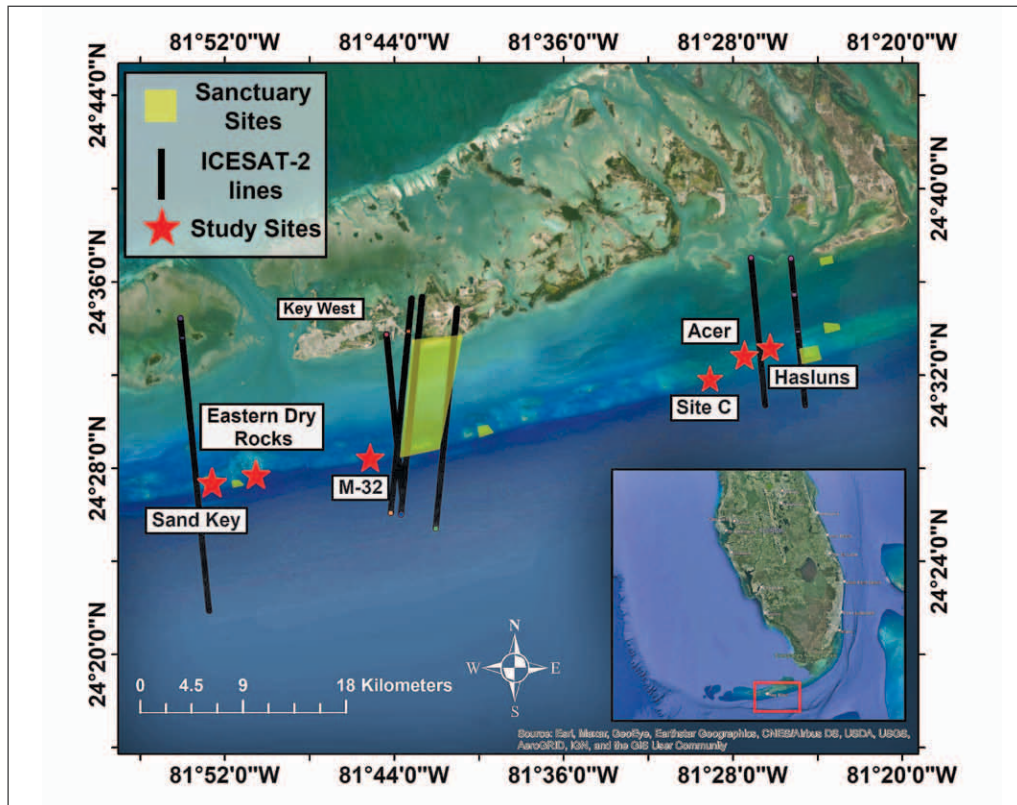 81°52'0"W 81°44'0"W 81°36'0"W 81°28'0"W 81°20'0"W
24°44'0"N
24°40'0"N
24°36'0"N
24°32'0"N
24°28'0"N
24°24'0"N
24°20'0"N
Sanctuary
Sites
ICESAT-2
lines
Study Sites
Key West
Acer
Hasluns
Site C
Eastern Dry
Rocks
M-32
Sand Key
N
W E
S
0 4.5 9 18 Kilometers
Source: Esri, Maxar, GeoEye, Earthstar Geographics, CNES/Airbus DS, USDA, USGS,
AeroGRID, IGN, and the GIS User Community
81°52'0"W 81°44'0"W 81°36'0"W 81°28'0"W 81°20'0"W